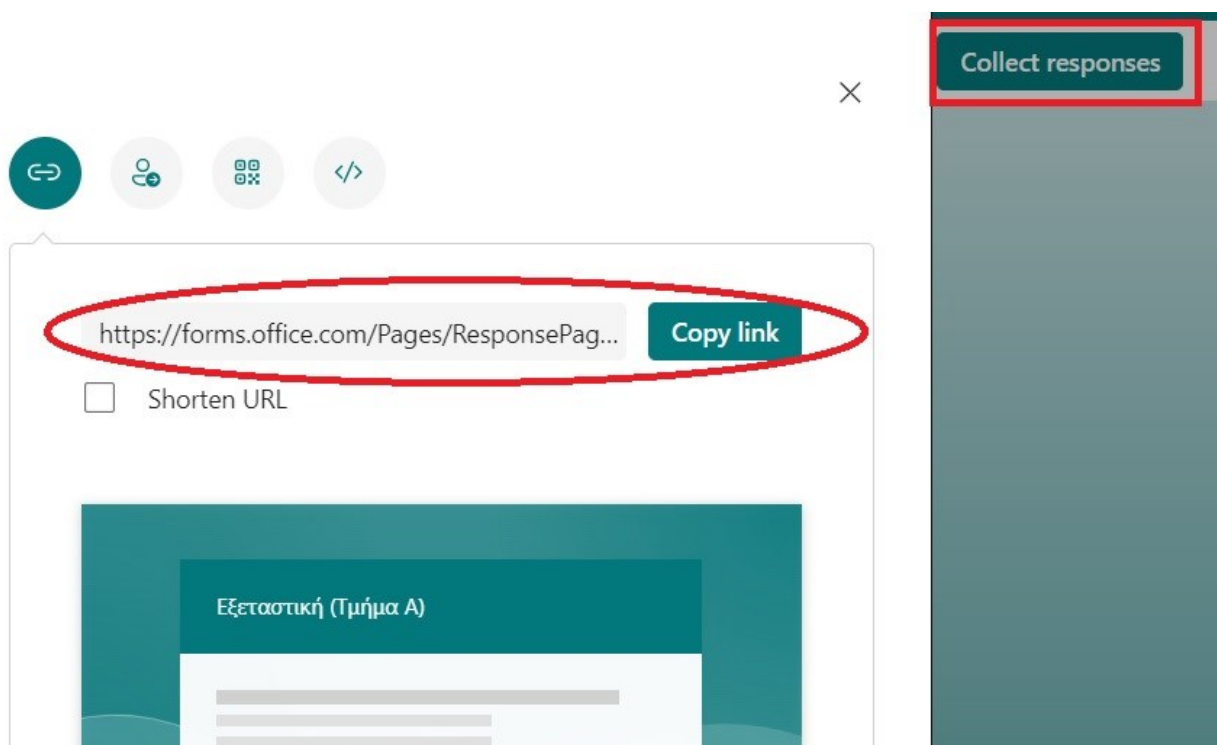 Collect responses
https://forms.office.com/Pages/ResponsePag...
Copy link
Shorten URL
Εξεταστική (Τμήμα Α)